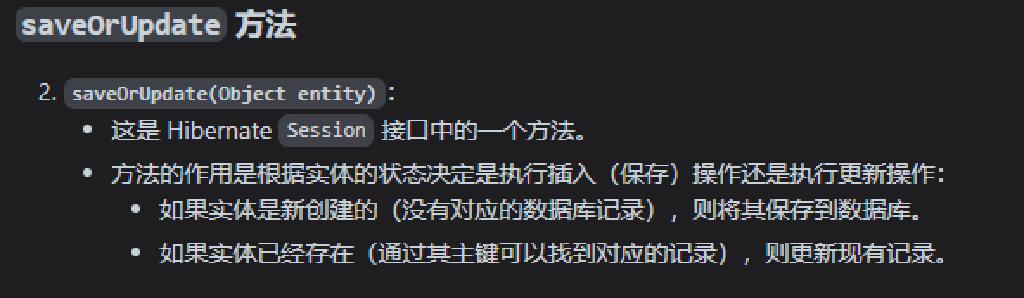 saveOrUpdate 方法
2. saveOrUpdate(Object entity)：
• 这是 Hibernate Session 接口中的一个方法。
• 方法的作用是根据实体的状态决定是执行插入（保存）操作还是执行更新操作：
• 如果实体是新创建的（没有对应的数据库记录），则将其保存到数据库。
• 如果实体已经存在（通过其主键可以找到对应的记录），则更新现有记录。